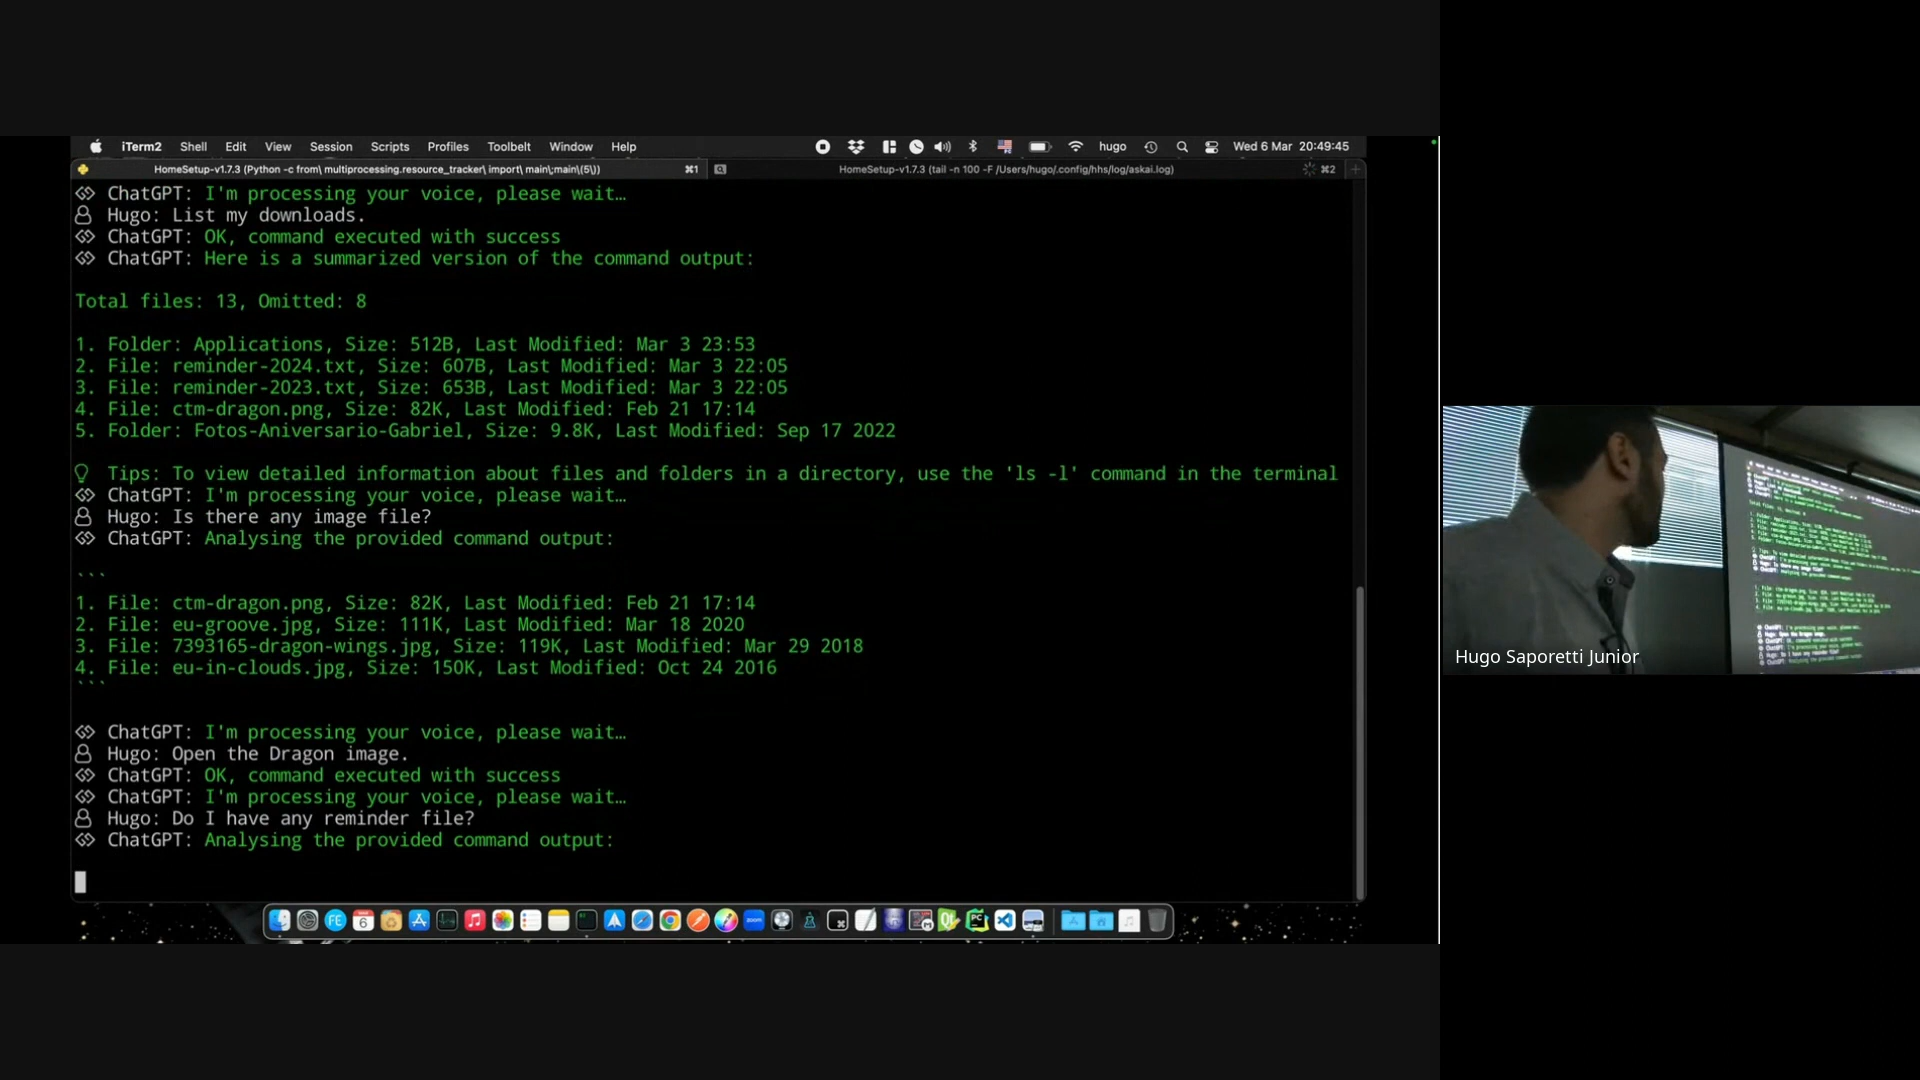 iTerm2 Shell Edit View Session Scripts Profiles Toolbelt Window Help hugo Wed 6 Mar 20:49:45
HomeSetup-v1.7.3 (Python -c from\ multiprocessing.resource_tracker\ import\ main\;main\(5\)) ⌘1 HomeSetup-v1.7.3 (tail -n 100 -F /Users/hugo/.config/hhs/log/askai.log) ⌘2
ChatGPT: I'm processing your voice, please wait…
Hugo: List my downloads.
ChatGPT: OK, command executed with success
ChatGPT: Here is a summarized version of the command output:
Total files: 13, Omitted: 8
1. Folder: Applications, Size: 512B, Last Modified: Mar 3 23:53
2. File: reminder-2024.txt, Size: 607B, Last Modified: Mar 3 22:05
3. File: reminder-2023.txt, Size: 653B, Last Modified: Mar 3 22:05
4. File: ctm-dragon.png, Size: 82K, Last Modified: Feb 21 17:14
5. Folder: Fotos-Aniversario-Gabriel, Size: 9.8K, Last Modified: Sep 17 2022
Tips: To view detailed information about files and folders in a directory, use the 'ls -l' command in the terminal
ChatGPT: I'm processing your voice, please wait…
Hugo: Is there any image file?
ChatGPT: Analysing the provided command output:
```
1. File: ctm-dragon.png, Size: 82K, Last Modified: Feb 21 17:14
2. File: eu-groove.jpg, Size: 111K, Last Modified: Mar 18 2020
3. File: 7393165-dragon-wings.jpg, Size: 119K, Last Modified: Mar 29 2018
4. File: eu-in-clouds.jpg, Size: 150K, Last Modified: Oct 24 2016
```
ChatGPT: I'm processing your voice, please wait…
Hugo: Open the Dragon image.
ChatGPT: OK, command executed with success
ChatGPT: I'm processing your voice, please wait…
Hugo: Do I have any reminder file?
ChatGPT: Analysing the provided command output:
Hugo Saporetti Junior